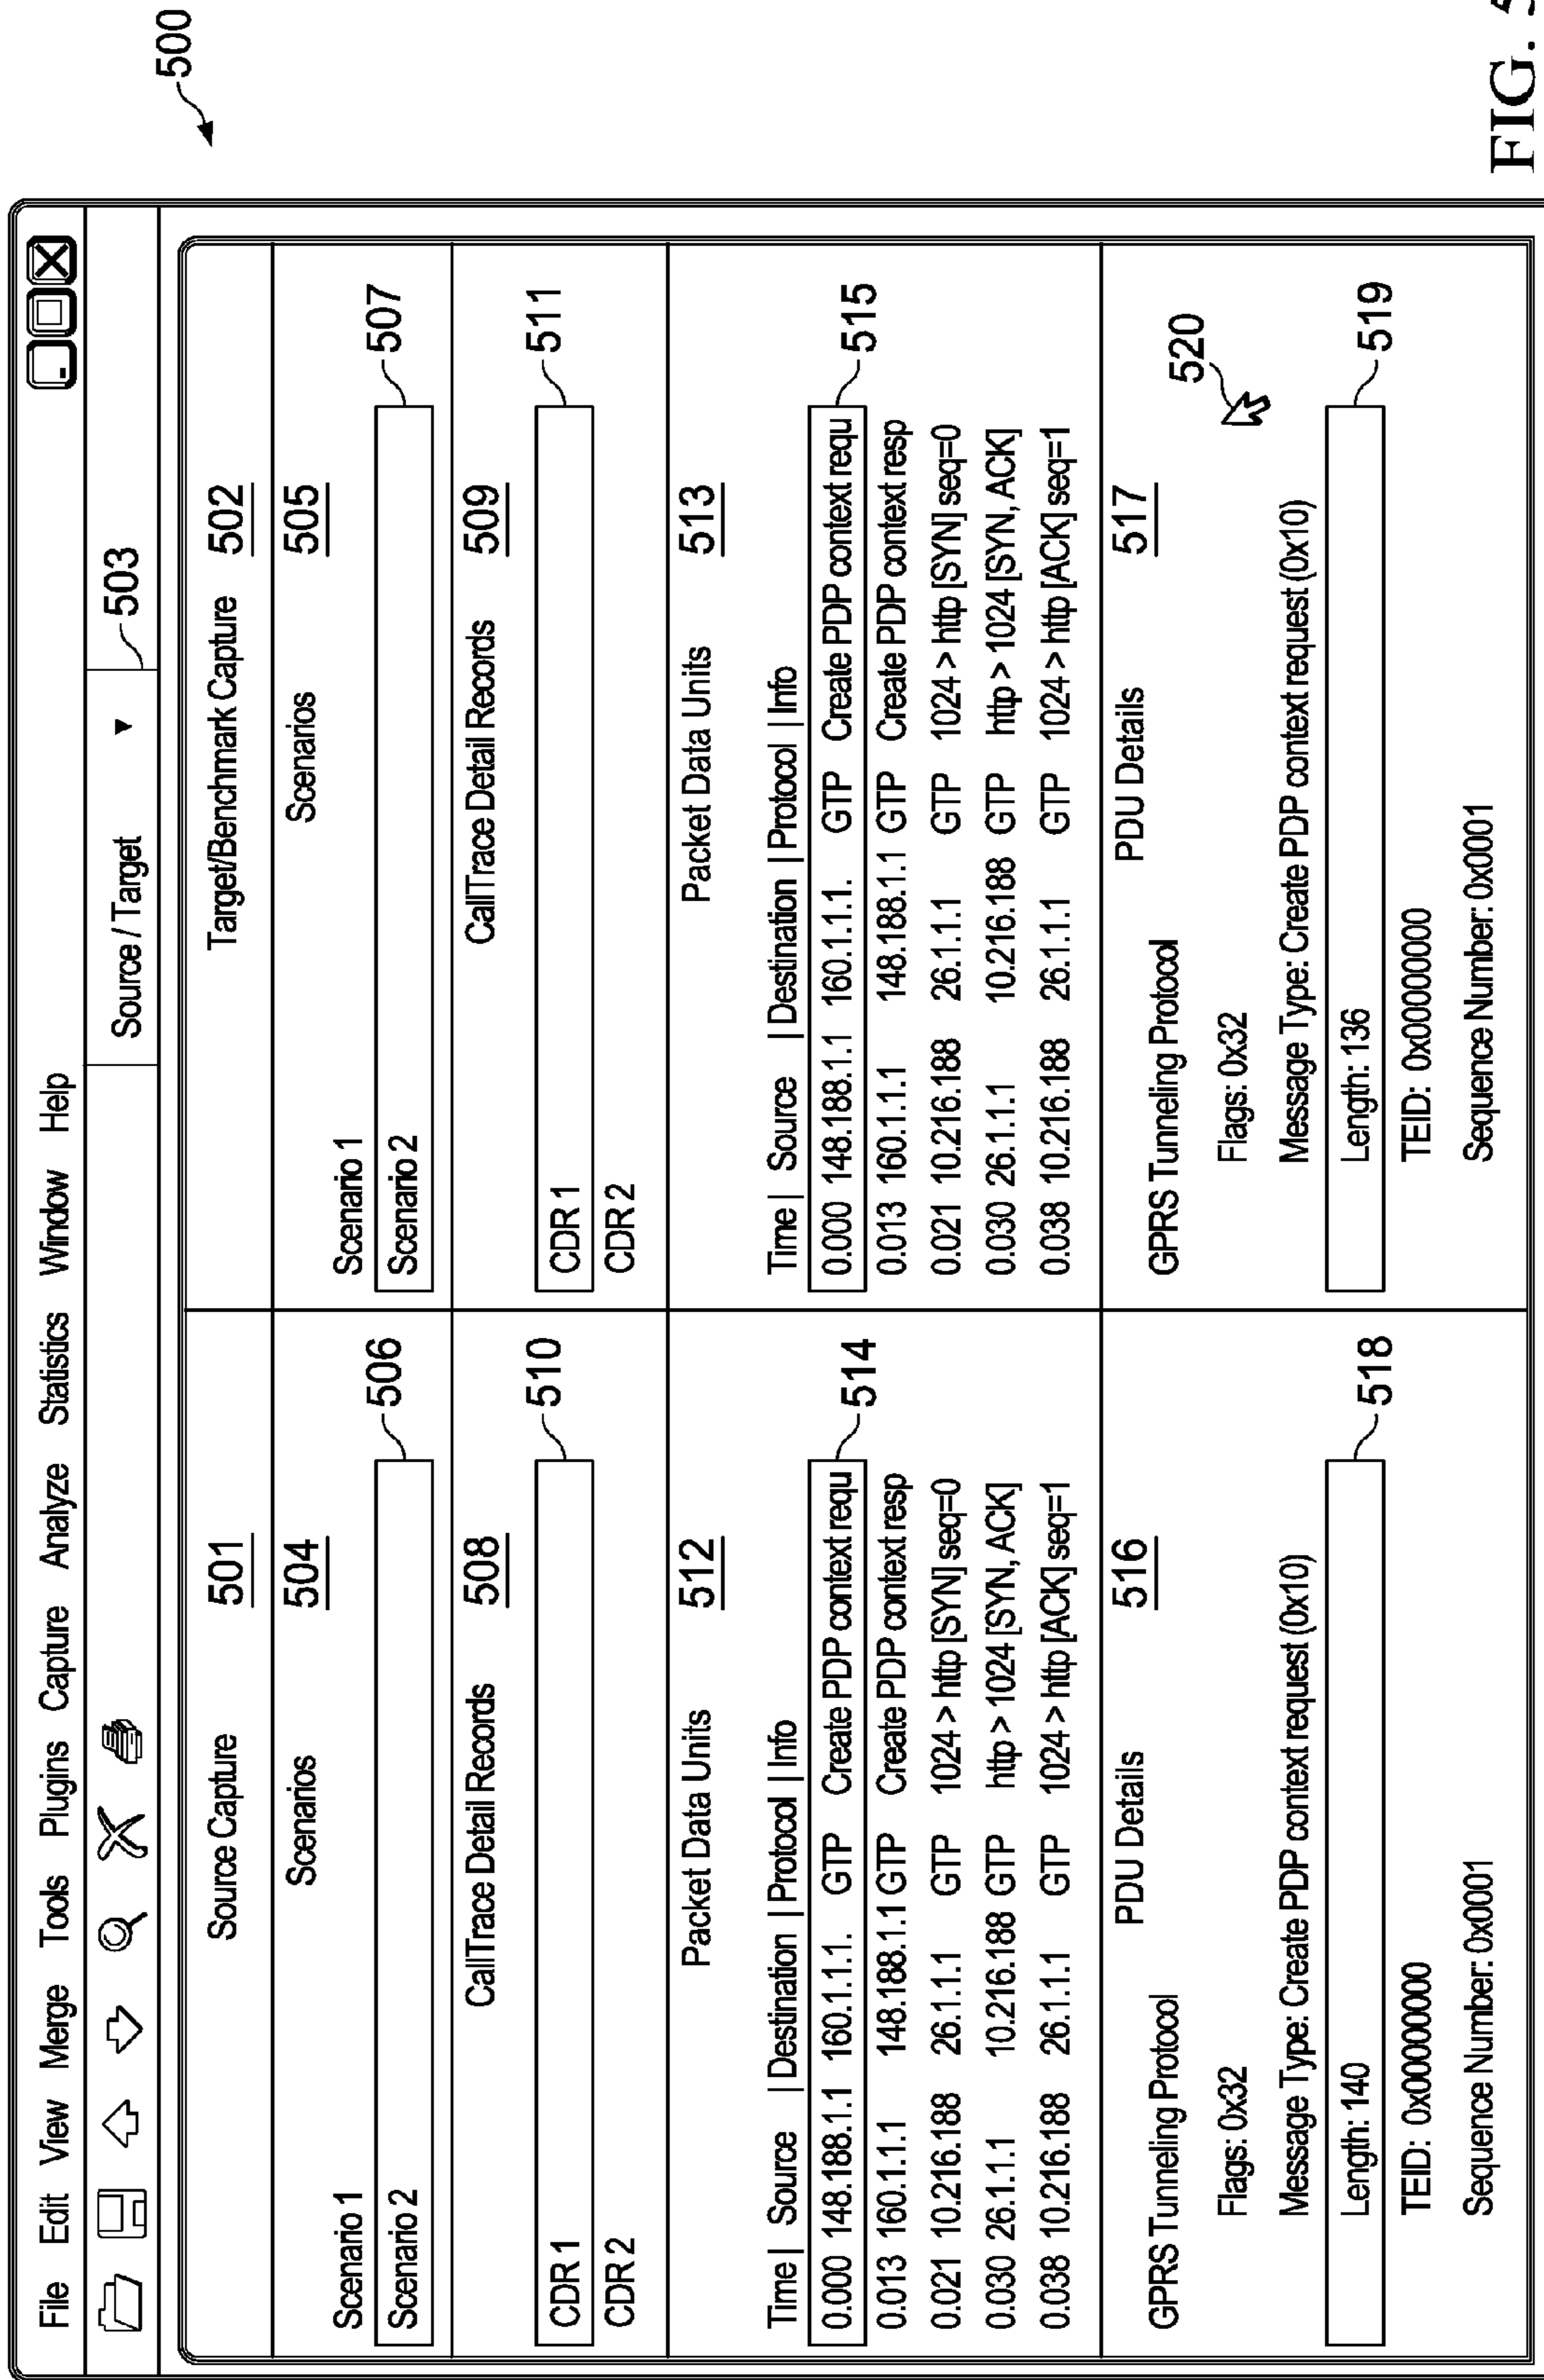 500
File Edit View Merge Tools Plugins Capture Analyze Statistics Window Help
Source / Target ▼ 503
Source Capture 501
Scenarios 504
Scenario 1
Scenario 2
506
CallTrace Detail Records 508
CDR 1
510
CDR 2
Packet Data Units 512
Time | Source | Destination | Protocol | Info
0.000 148.188.1.1 160.1.1.1. GTP Create PDP context requ
514
0.013 160.1.1.1 148.188.1.1 GTP Create PDP context resp
0.021 10.216.188 26.1.1.1 GTP 1024 > http [SYN] seq=0
0.030 26.1.1.1 10.216.188 GTP http > 1024 [SYN, ACK]
0.038 10.216.188 26.1.1.1 GTP 1024 > http [ACK] seq=1
PDU Details 516
GPRS Tunneling Protocol
Flags: 0x32
Message Type: Create PDP context request (0x10)
Length: 140
518
TEID: 0x00000000
Sequence Number: 0x0001
Target/Benchmark Capture 502
Scenarios 505
Scenario 1
Scenario 2
507
CallTrace Detail Records 509
CDR 1
511
CDR 2
Packet Data Units 513
Time | Source | Destination | Protocol | Info
0.000 148.188.1.1 160.1.1.1. GTP Create PDP context requ
515
0.013 160.1.1.1 148.188.1.1 GTP Create PDP context resp
0.021 10.216.188 26.1.1.1 GTP 1024 > http [SYN] seq=0
0.030 26.1.1.1 10.216.188 GTP http > 1024 [SYN, ACK]
0.038 10.216.188 26.1.1.1 GTP 1024 > http [ACK] seq=1
PDU Details 517
GPRS Tunneling Protocol
520
Flags: 0x32
Message Type: Create PDP context request (0x10)
Length: 136
519
TEID: 0x00000000
Sequence Number: 0x0001
FIG. 5